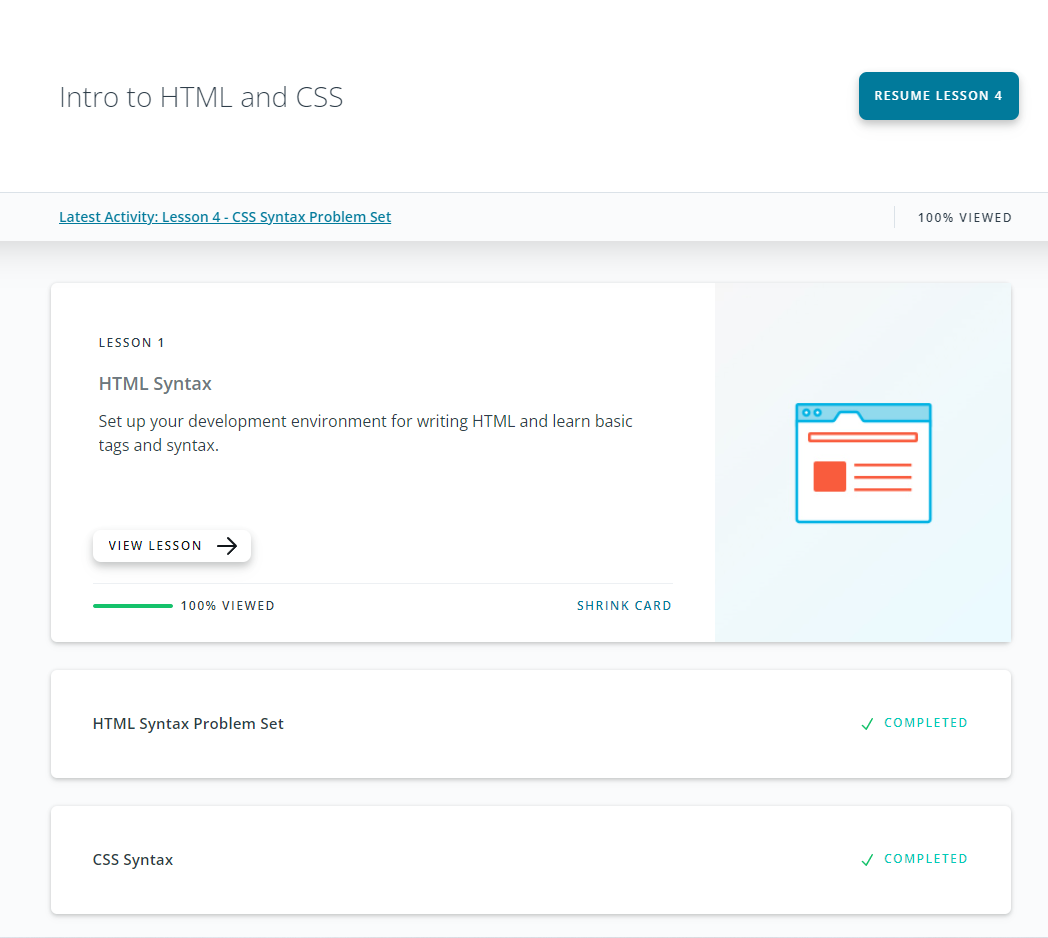 Intro to HTML and CSS
RESUME LESSON 4
Latest Activity: Lesson 4 - CSS Syntax Problem Set
100% VIEWED
LESSON 1
HTML Syntax
Set up your development environment for writing HTML and learn basic
tags and syntax.
VIEW LESSON
100% VIEWED
SHRINK CARD
HTML Syntax Problem Set
COMPLETED
CSS Syntax
COMPLETED